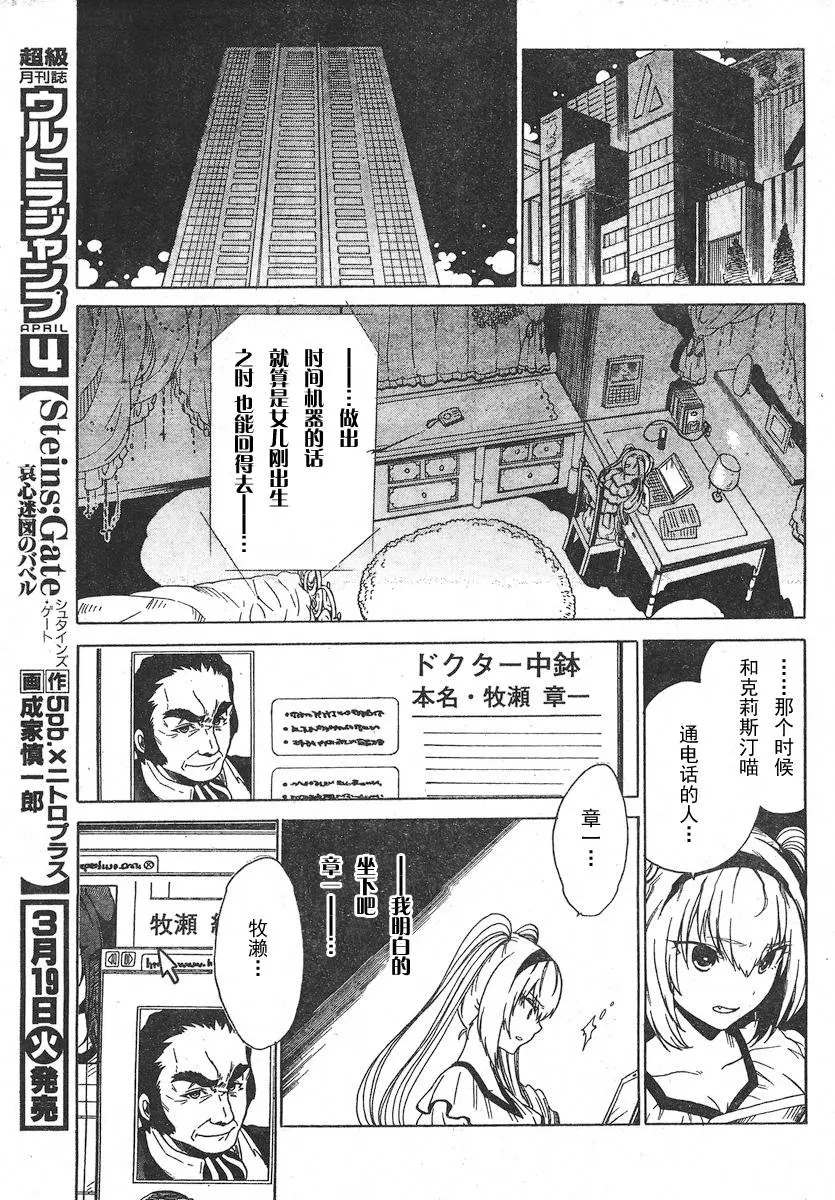 超級
月刊誌
ウルトラジャンプ
APRIL
4
Steins;Gate
シュタインズ
・ゲート
哀心迷図のバベル
作 5pb.×ニトロプラス
画 成家慎一郎
3月19日(火)発売
——…做出
时间机器的话
就算是女儿刚出生
之时 也能回得去——…
……那个时候
和克莉斯汀喵
通电话的人…
ドクター中鉢
本名・牧瀬 章一
章一…
——我明白的
坐下吧
章一——…
牧濑…
牧瀬